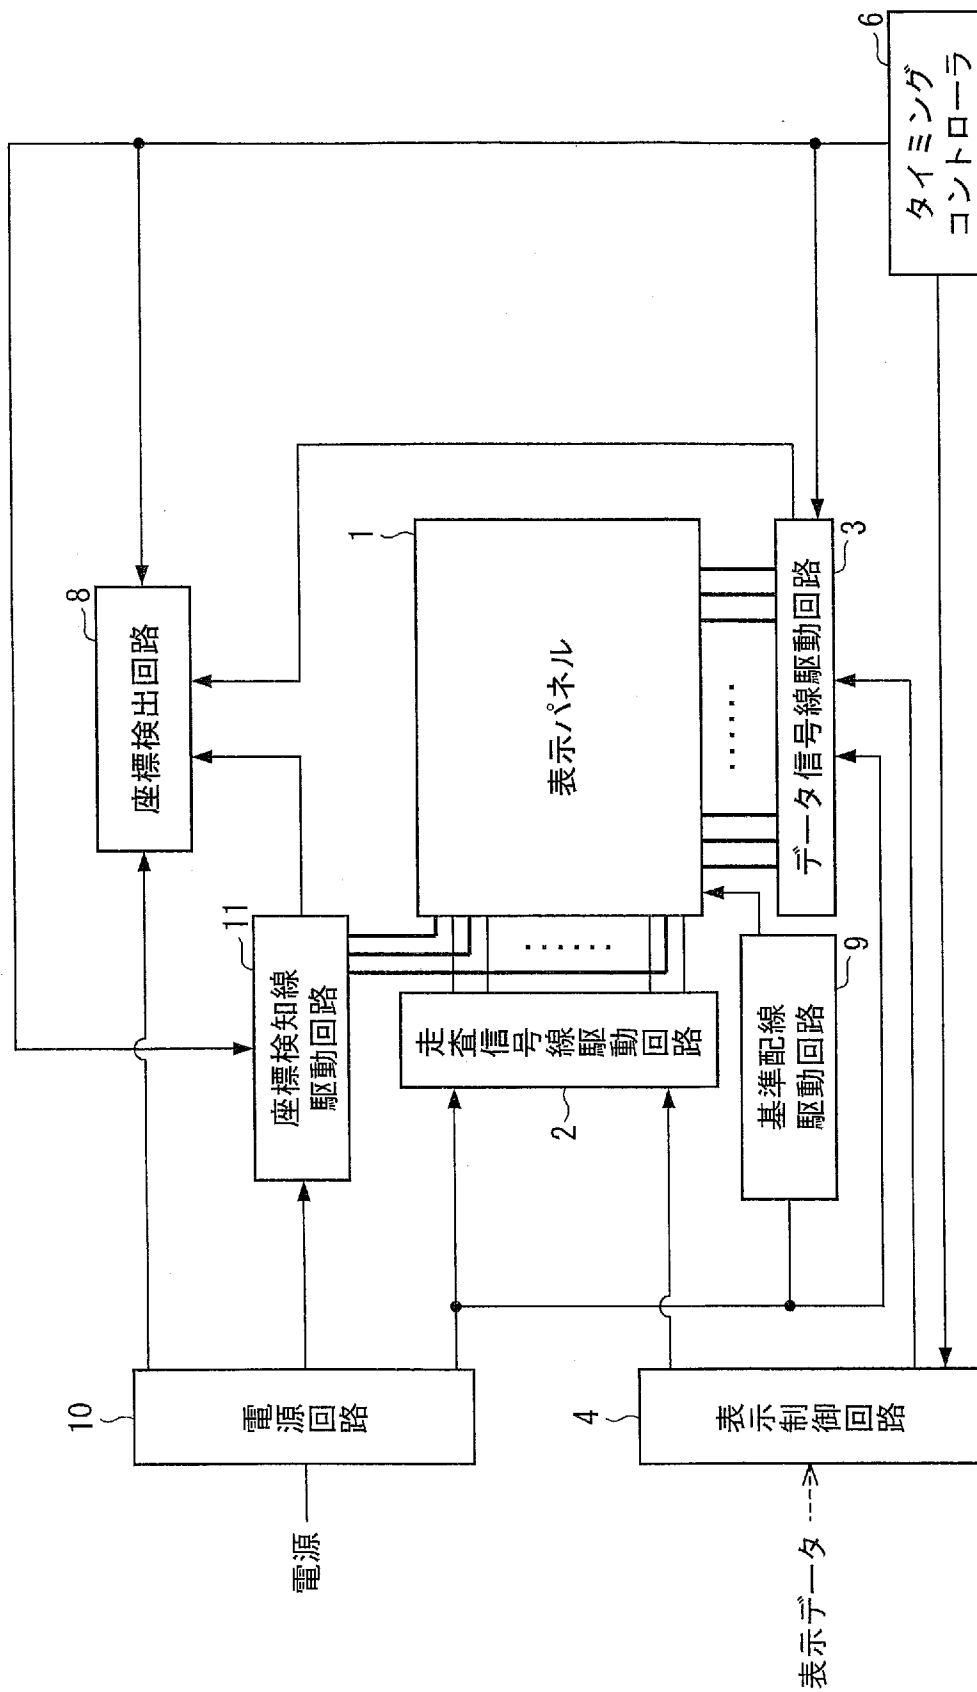 電源
表示データ
10
電源回路
4
表示制御回路
11
座標検知線
駆動回路
走査信号線駆動回路
2
基準配線
駆動回路
9
8
座標検出回路
1
表示パネル
・・・・・・
・・・・・・
データ信号線駆動回路
3
6
タイミング
コントローラ